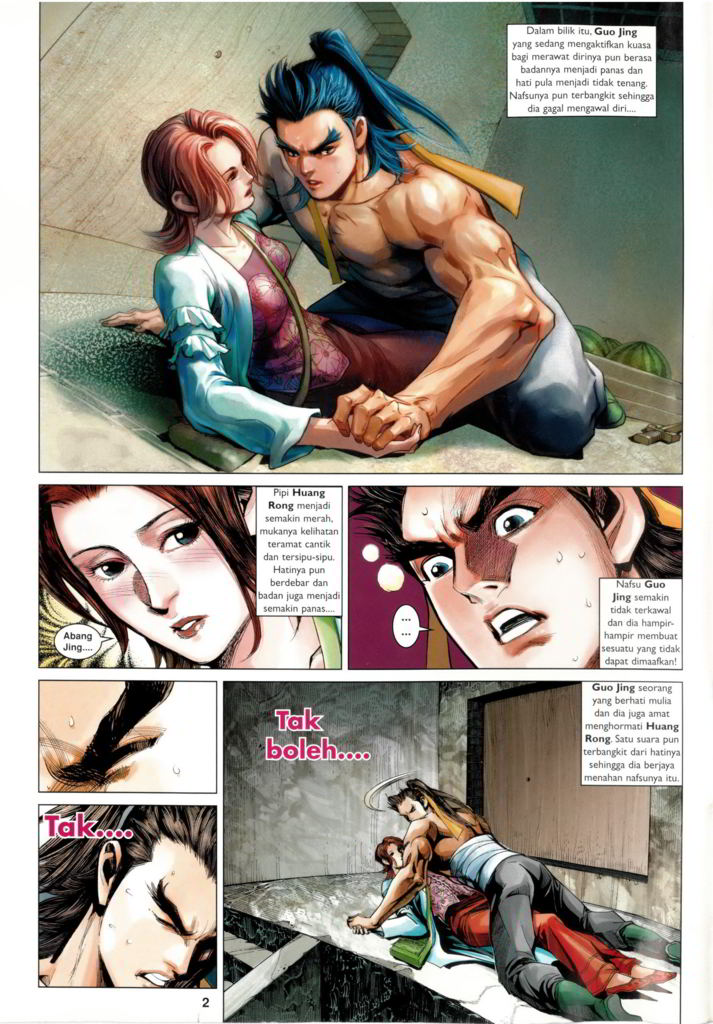 Dalam bilik itu, Guo Jing
yang sedang mengaktifkan kuasa
bagi merawat dirinya pun berasa
badannya menjadi panas dan
hati pula menjadi tidak tenang.
Nafsunya pun terbangkit sehingga
dia gagal mengawal diri....
Pipi Huang
Rong menjadi
semakin merah,
mukanya kelihatan
teramat cantik
dan tersipu-sipu.
Hatinya pun
berdebar dan
badan juga menjadi
semakin panas....
Abang
Jing....
...
...
Nafsu Guo
Jing semakin
tidak terkawal
dan dia hampir-
hampir membuat
sesuatu yang tidak
dapat dimaafkan!
Tak....
Tak
boleh....
Guo Jing seorang
yang berhati mulia
dan dia juga amat
menghormati Huang
Rong. Satu suara pun
terbangkit dari hatinya
sehingga dia berjaya
menahan nafsunya itu.
2